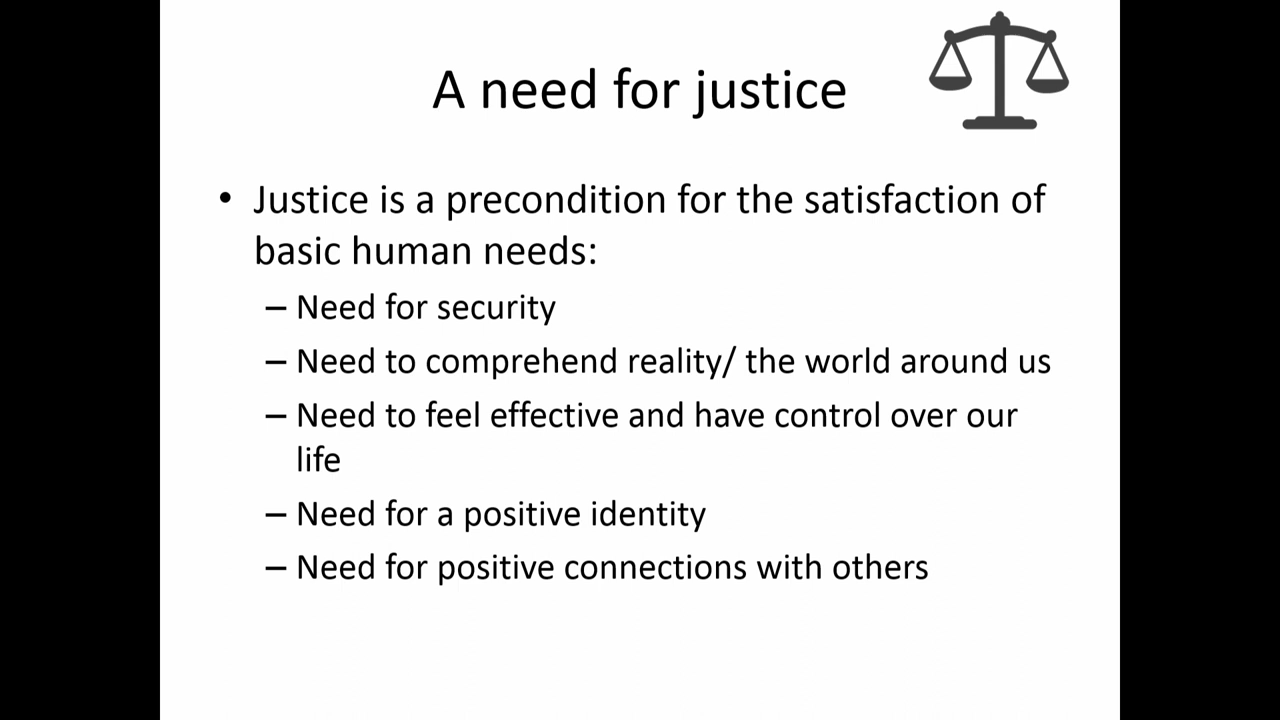 A need for justice
• Justice is a precondition for the satisfaction of
basic human needs:
– Need for security
– Need to comprehend reality/ the world around us
– Need to feel effective and have control over our
life
– Need for a positive identity
– Need for positive connections with others